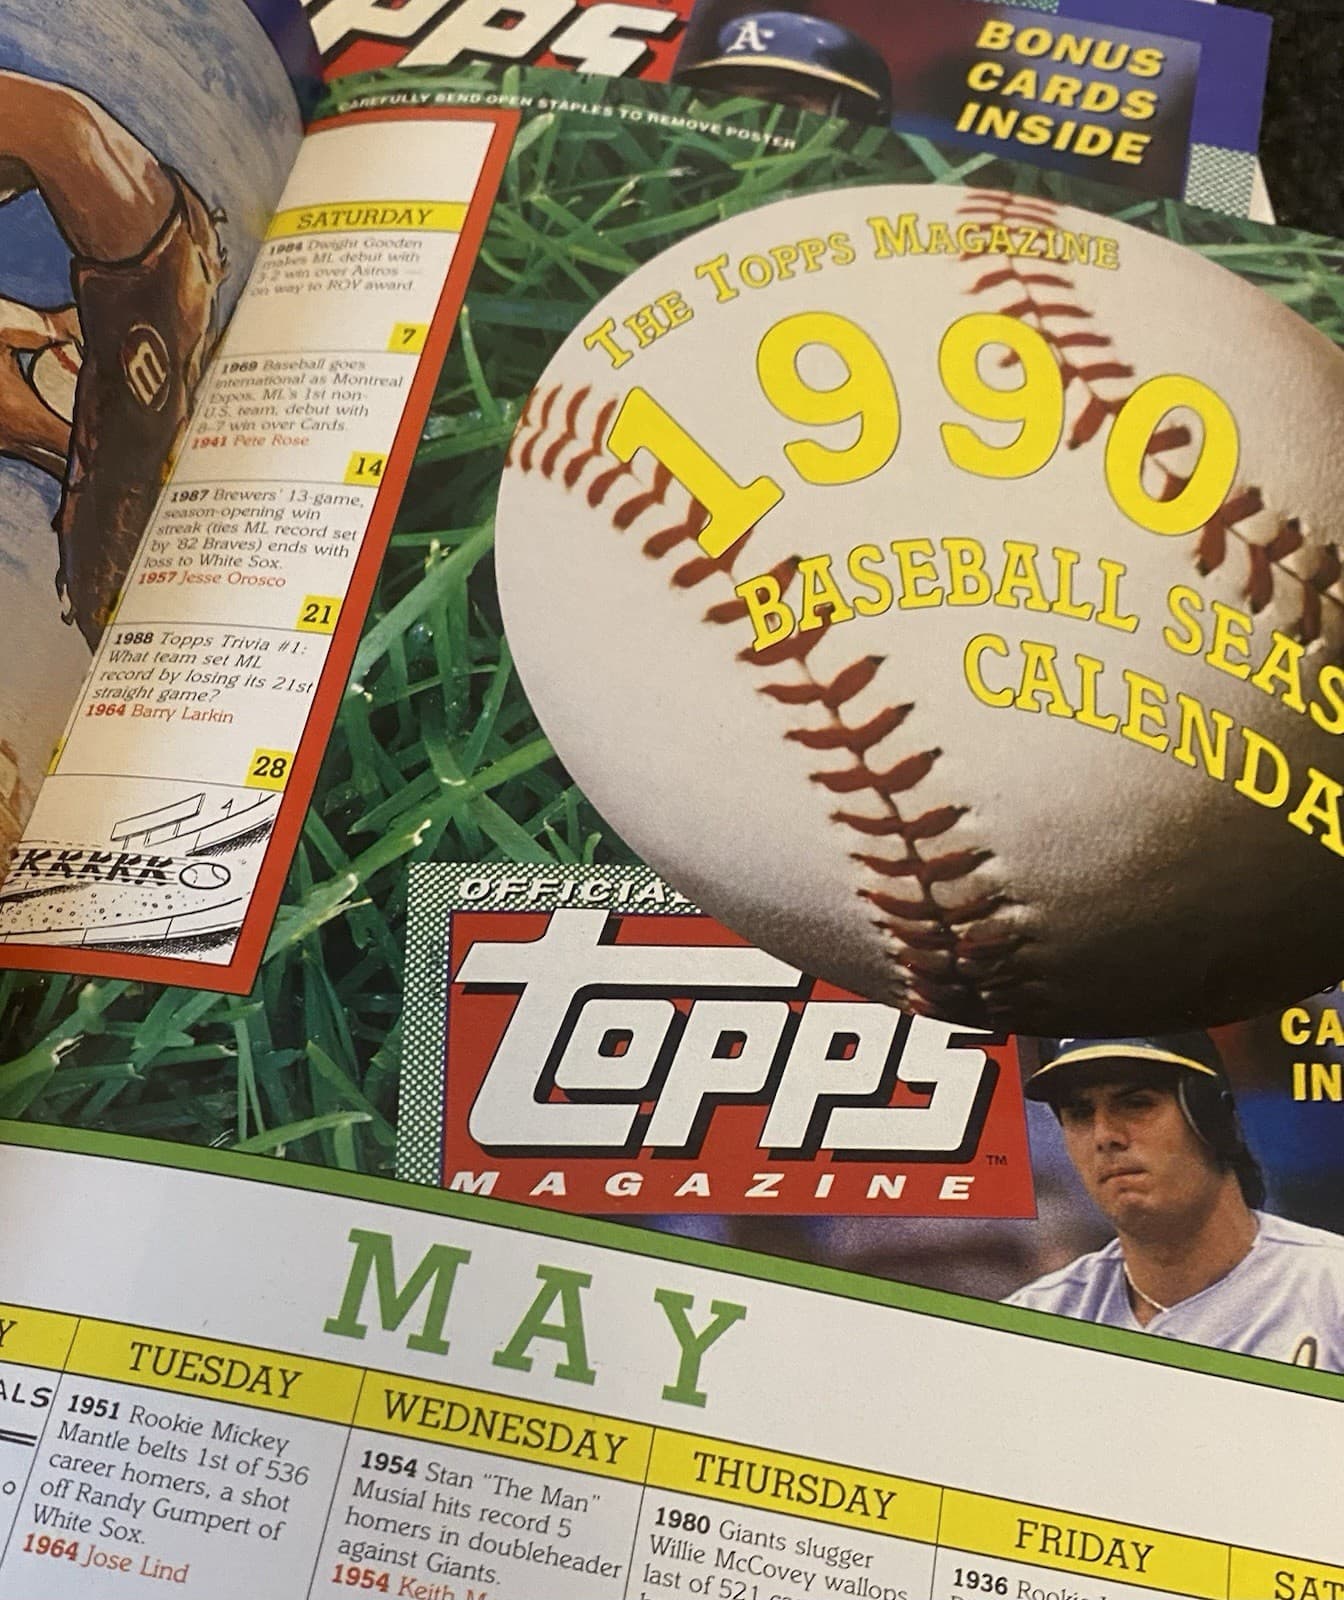 TOPPS
A's
BONUS
CARDS
INSIDE
CAREFULLY BEND OPEN STAPLES TO REMOVE POSTER
SATURDAY
1984 Dwight Gooden
makes ML debut with
3-2 win over Astros —
on way to ROY award.
7
1969 Baseball goes
international as Montreal
Expos, ML's 1st non-
U.S. team, debut with
8-7 win over Cards.
1941 Pete Rose
14
1987 Brewers' 13-game,
season-opening win
streak (ties ML record set
by '82 Braves) ends with
loss to White Sox.
1957 Jesse Orosco
21
1988 Topps Trivia #1:
What team set ML
record by losing its 21st
straight game?
1964 Barry Larkin
28
KKKKKK
m
THE TOPPS MAGAZINE
1990
BASEBALL SEAS
CALENDA
OFFICIA
topps
MAGAZINE
TM
CA
IN
MAY
Y
TUESDAY
WEDNESDAY
THURSDAY
FRIDAY
SAT
ALS
1951 Rookie Mickey
Mantle belts 1st of 536
career homers, a shot
off Randy Gumpert of
White Sox.
1964 Jose Lind
1954 Stan "The Man"
Musial hits record 5
homers in doubleheader
against Giants.
1954 Keith M
1980 Giants slugger
Willie McCovey wallops
last of 521
1936